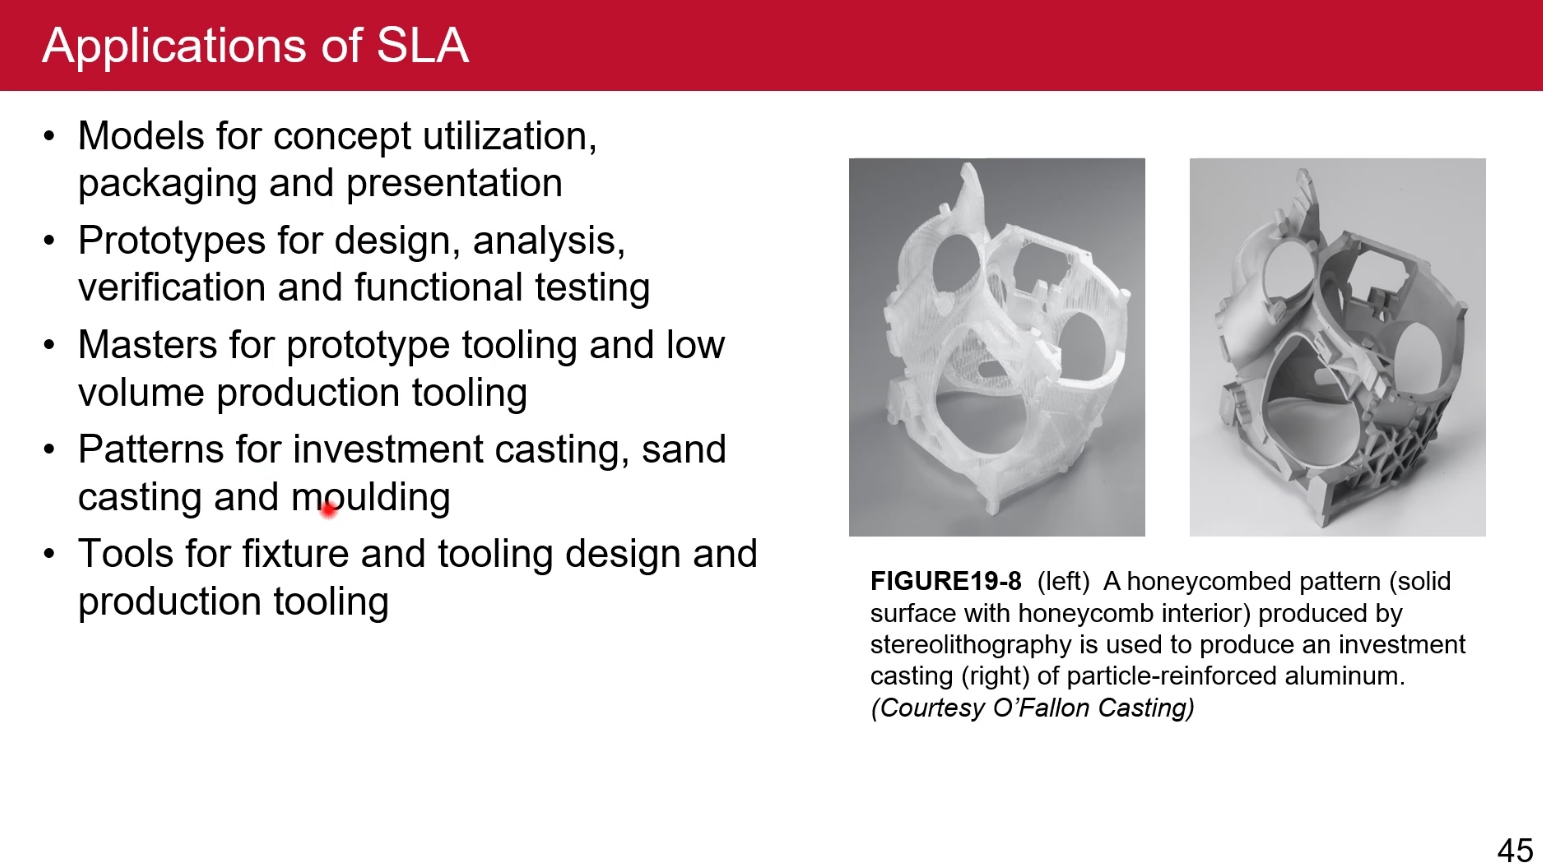 Applications of SLA
• Models for concept utilization,
packaging and presentation
• Prototypes for design, analysis,
verification and functional testing
• Masters for prototype tooling and low
volume production tooling
• Patterns for investment casting, sand
casting and moulding
• Tools for fixture and tooling design and
production tooling
FIGURE19-8 (left) A honeycombed pattern (solid
surface with honeycomb interior) produced by
stereolithography is used to produce an investment
casting (right) of particle-reinforced aluminum.
(Courtesy O’Fallon Casting)
45